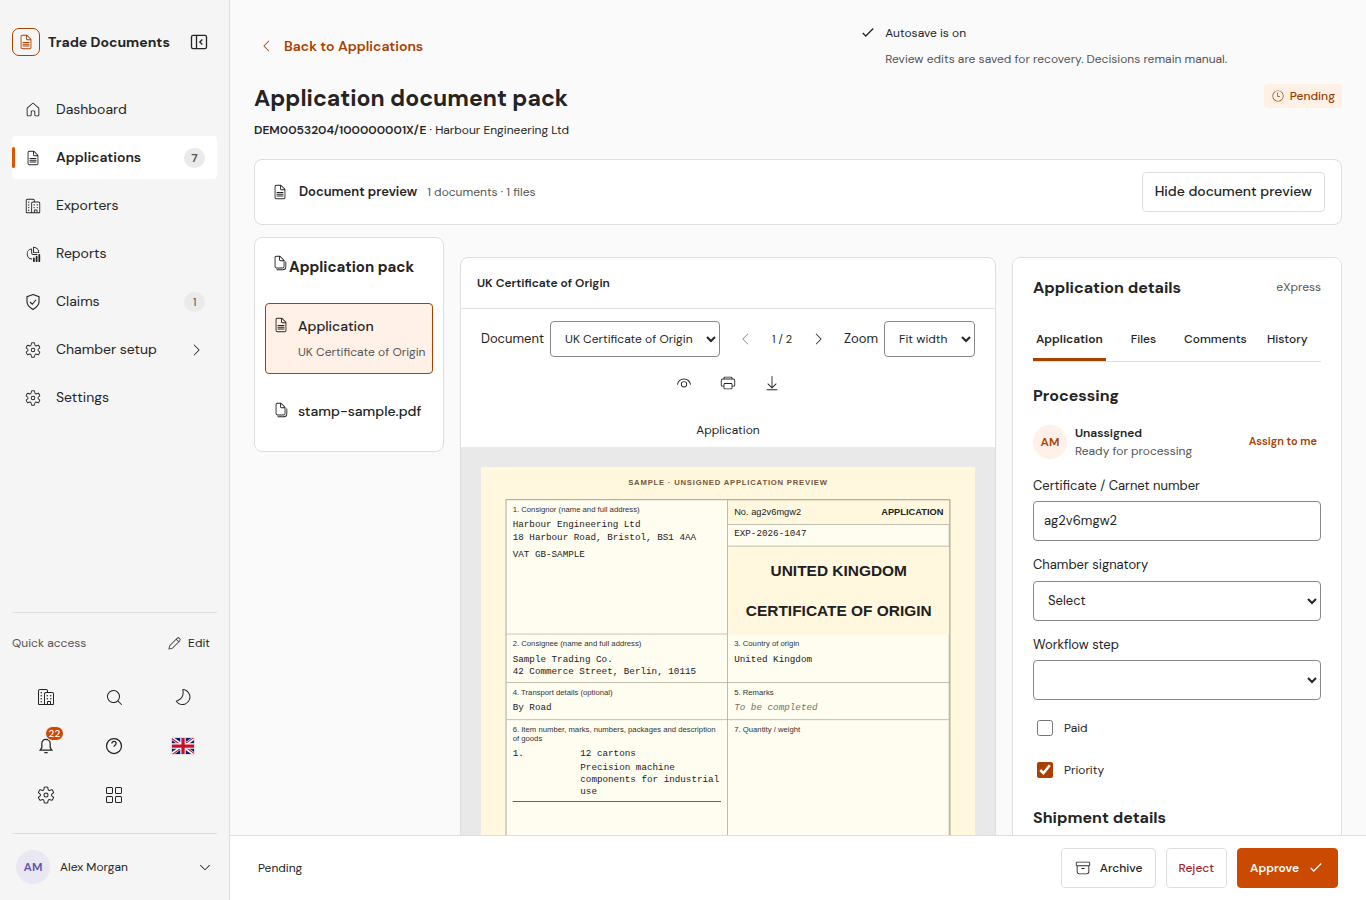 Trade Documents
Dashboard
Applications 7
Exporters
Reports
Claims 1
Chamber setup
Settings
Quick access Edit
22
AM Alex Morgan
Back to Applications
Autosave is on
Review edits are saved for recovery. Decisions remain manual.
Application document pack
Pending
DEM0053204/100000001X/E · Harbour Engineering Ltd
Document preview 1 documents · 1 files
Hide document preview
Application pack
Application
UK Certificate of Origin
stamp-sample.pdf
UK Certificate of Origin
Document UK Certificate of Origin 1 / 2 Zoom Fit width
Application
SAMPLE · UNSIGNED APPLICATION PREVIEW
1. Consignor (name and full address)
Harbour Engineering Ltd
18 Harbour Road, Bristol, BS1 4AA
VAT GB-SAMPLE
No. ag2v6mgw2 APPLICATION
EXP-2026-1047
UNITED KINGDOM
CERTIFICATE OF ORIGIN
2. Consignee (name and full address)
Sample Trading Co.
42 Commerce Street, Berlin, 10115
3. Country of origin
United Kingdom
4. Transport details (optional)
By Road
5. Remarks
To be completed
6. Item number, marks, numbers, packages and description
of goods
1. 12 cartons
Precision machine
components for industrial
use
7. Quantity / weight
Application details eXpress
Application Files Comments History
Processing
AM Unassigned
Ready for processing
Assign to me
Certificate / Carnet number
ag2v6mgw2
Chamber signatory
Select
Workflow step
Paid
Priority
Shipment details
Pending
Archive Reject Approve